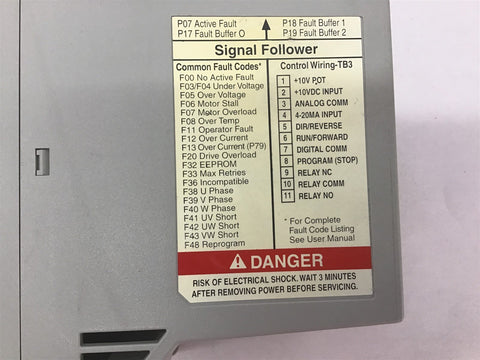 P07 Active Fault P18 Fault Buffer 1
P17 Fault Buffer O P19 Fault Buffer 2
Signal Follower
Common Fault Codes*
F00 No Active Fault
F03/F04 Under Voltage
F05 Over Voltage
F06 Motor Stall
F07 Motor Overload
F08 Over Temp
F11 Operator Fault
F12 Over Current
F13 Over Current (P79)
F20 Drive Overload
F32 EEPROM
F33 Max Retries
F36 Incompatible
F38 U Phase
F39 V Phase
F40 W Phase
F41 UV Short
F42 UW Short
F43 VW Short
F48 Reprogram
Control Wiring-TB3
1 +10V POT
2 +10VDC INPUT
3 ANALOG COMM
4 4-20MA INPUT
5 DIR/REVERSE
6 RUN/FORWARD
7 DIGITAL COMM
8 PROGRAM (STOP)
9 RELAY NC
10 RELAY COMM
11 RELAY NO
* For Complete
Fault Code Listing
See User Manual
DANGER
RISK OF ELECTRICAL SHOCK. WAIT 3 MINUTES
AFTER REMOVING POWER BEFORE SERVICING.